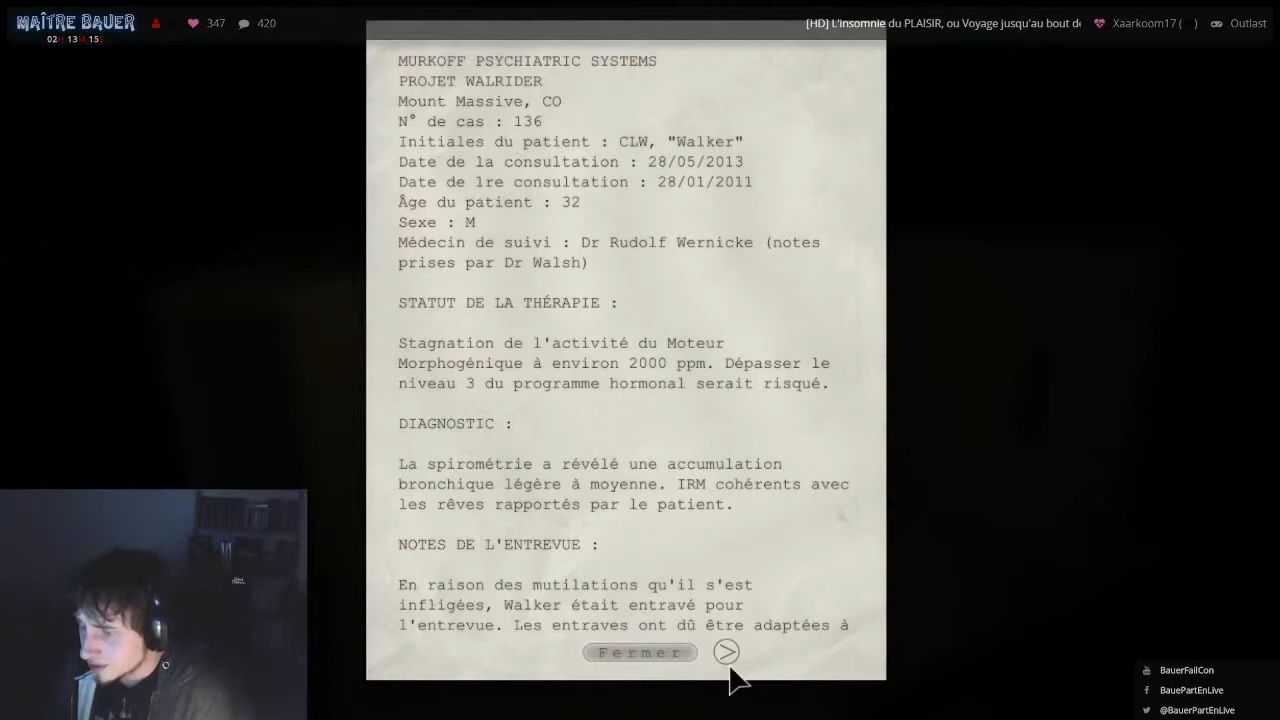 MAÎTRE BAUER
347
420
02H 13M 15S
[HD] L'insomnie du PLAISIR, ou Voyage jusqu'au bout de
Xaarkoom17 ( )
Outlast
MURKOFF PSYCHIATRIC SYSTEMS
PROJET WALRIDER
Mount Massive, CO
N° de cas : 136
Initiales du patient : CLW, "Walker"
Date de la consultation : 28/05/2013
Date de 1re consultation : 28/01/2011
Âge du patient : 32
Sexe : M
Médecin de suivi : Dr Rudolf Wernicke (notes
prises par Dr Walsh)
STATUT DE LA THÉRAPIE :
Stagnation de l'activité du Moteur
Morphogénique à environ 2000 ppm. Dépasser le
niveau 3 du programme hormonal serait risqué.
DIAGNOSTIC :
La spirométrie a révélé une accumulation
bronchique légère à moyenne. IRM cohérents avec
les rêves rapportés par le patient.
NOTES DE L'ENTREVUE :
En raison des mutilations qu'il s'est
infligées, Walker était entravé pour
l'entrevue. Les entraves ont dû être adaptées à
Fermer
BauerFailCon
BauePartEnLive
@BauerPartEnLive